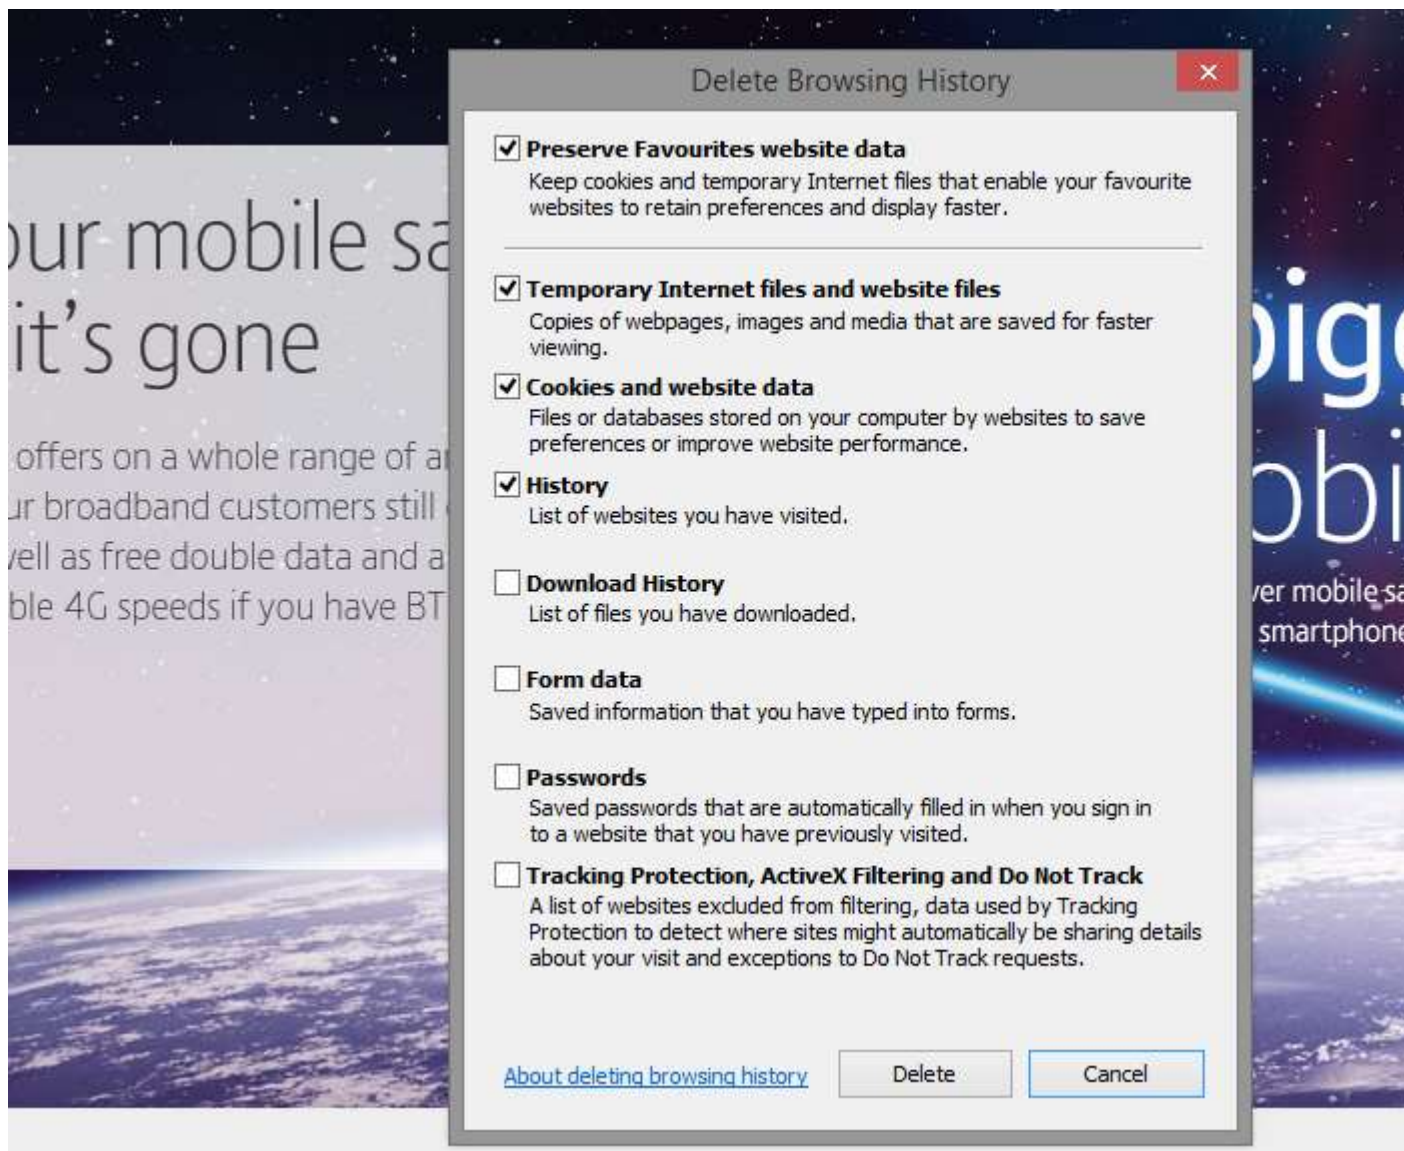 Delete Browsing History
Preserve Favourites website data
Keep cookies and temporary Internet files that enable your favourite
websites to retain preferences and display faster.
Temporary Internet files and website files
Copies of webpages, images and media that are saved for faster
viewing.
Cookies and website data
Files or databases stored on your computer by websites to save
preferences or improve website performance.
History
List of websites you have visited.
Download History
List of files you have downloaded.
Form data
Saved information that you have typed into forms.
Passwords
Saved passwords that are automatically filled in when you sign in
to a website that you have previously visited.
Tracking Protection, ActiveX Filtering and Do Not Track
A list of websites excluded from filtering, data used by Tracking
Protection to detect where sites might automatically be sharing details
about your visit and exceptions to Do Not Track requests.
About deleting browsing history
Delete
Cancel
mobile
it's gone
offers on a whole range of
broadband customers still
as free double data and
4G speeds if you have BT
mobile
smartphone